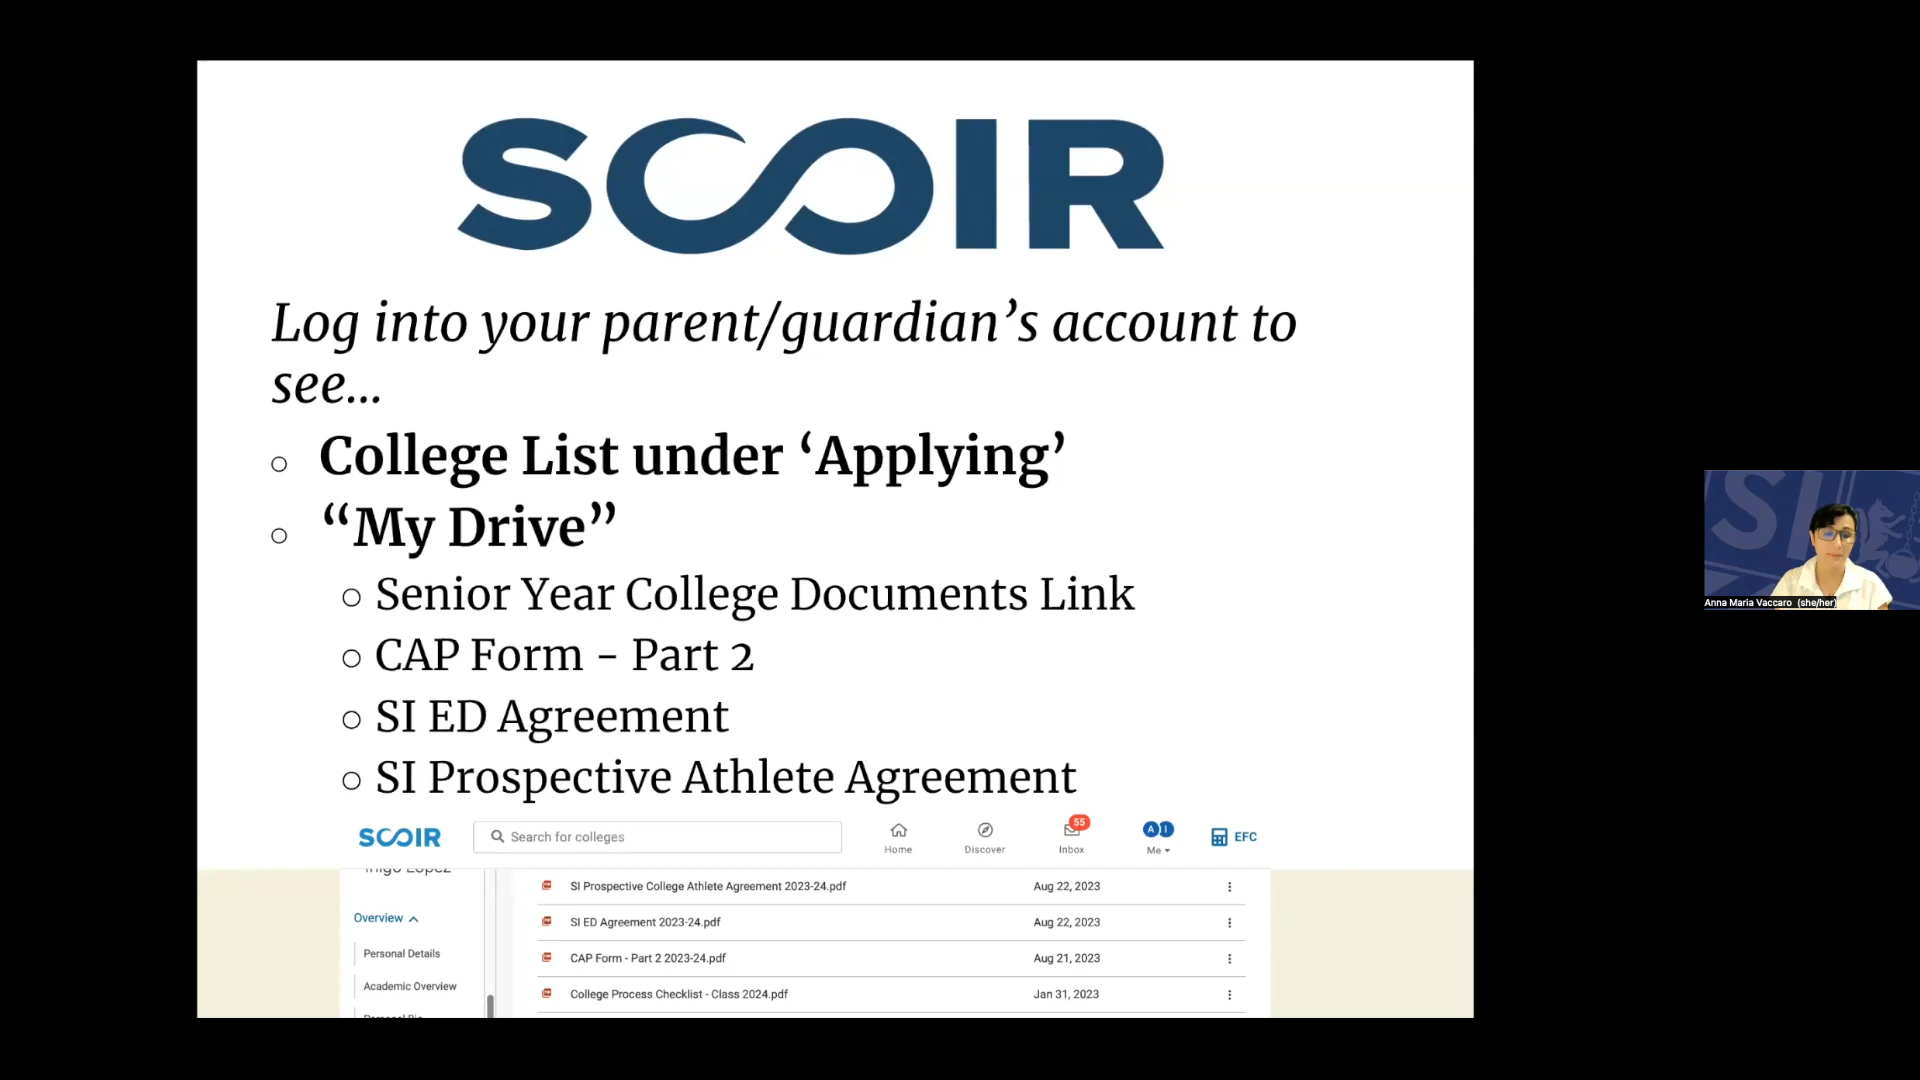 SCOIR
Log into your parent/guardian’s account to
see...
○ College List under ‘Applying’
○ “My Drive”
○ Senior Year College Documents Link
○ CAP Form - Part 2
○ SI ED Agreement
○ SI Prospective Athlete Agreement
SCOIR Search for colleges Home Discover 55 Inbox A I Me EFC
SI Prospective College Athlete Agreement 2023-24.pdf Aug 22, 2023
Overview
SI ED Agreement 2023-24.pdf Aug 22, 2023
Personal Details
CAP Form - Part 2 2023-24.pdf Aug 21, 2023
Academic Overview
College Process Checklist - Class 2024.pdf Jan 31, 2023
SI
Anna Maria Vaccaro (she/her)